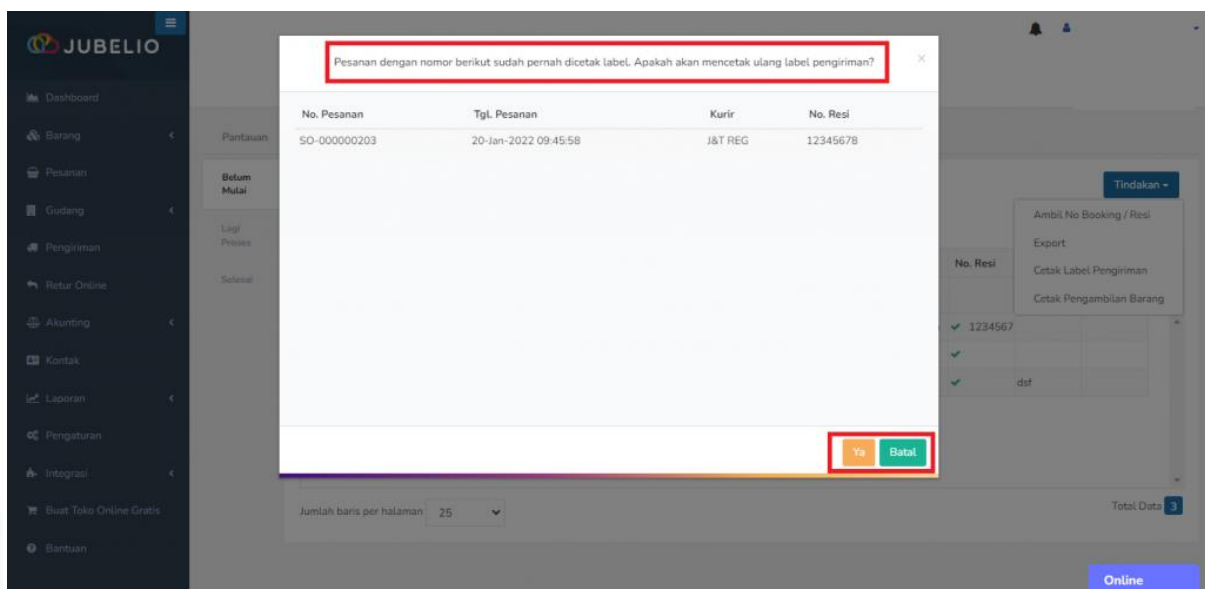 JUBELIO
Dashboard
Barang
Pesanan
Gudang
Pengiriman
Retur Online
Akunting
Kontak
Laporan
Pengaturan
Integrasi
Buat Toko Online Gratis
Bantuan
Pantauan
Belum
Mulai
Lagi
Proses
Selesai
Pesanan dengan nomor berikut sudah pernah dicetak label. Apakah akan mencetak ulang label pengiriman?
×
No. Pesanan Tgl. Pesanan Kurir No. Resi
SO-000000203 20-Jan-2022 09:45:58 J&T REG 12345678
Ya Batal
Tindakan
Ambil No Booking / Resi
Export
Cetak Label Pengiriman
Cetak Pengambilan Barang
No. Resi
1234567
dsf
Jumlah baris per halaman 25
Total Data 3
Online